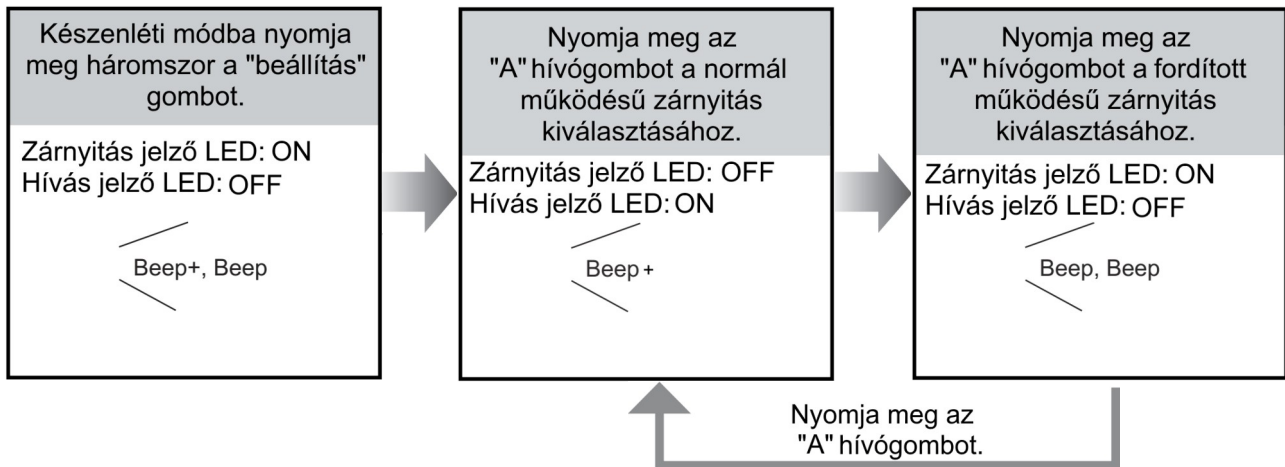 Készenléti módba nyomja
meg háromszor a "beállítás"
gombot.
Zárnyitás jelző LED: ON
Hívás jelző LED: OFF
Beep+, Beep
Nyomja meg az
"A" hívógombot a normál
működésű zárnyitás
kiválasztásához.
Zárnyitás jelző LED: OFF
Hívás jelző LED: ON
Beep +
Nyomja meg az
"A" hívógombot a fordított
működésű zárnyitás
kiválasztásához.
Zárnyitás jelző LED: ON
Hívás jelző LED: OFF
Beep, Beep
Nyomja meg az
"A" hívógombot.